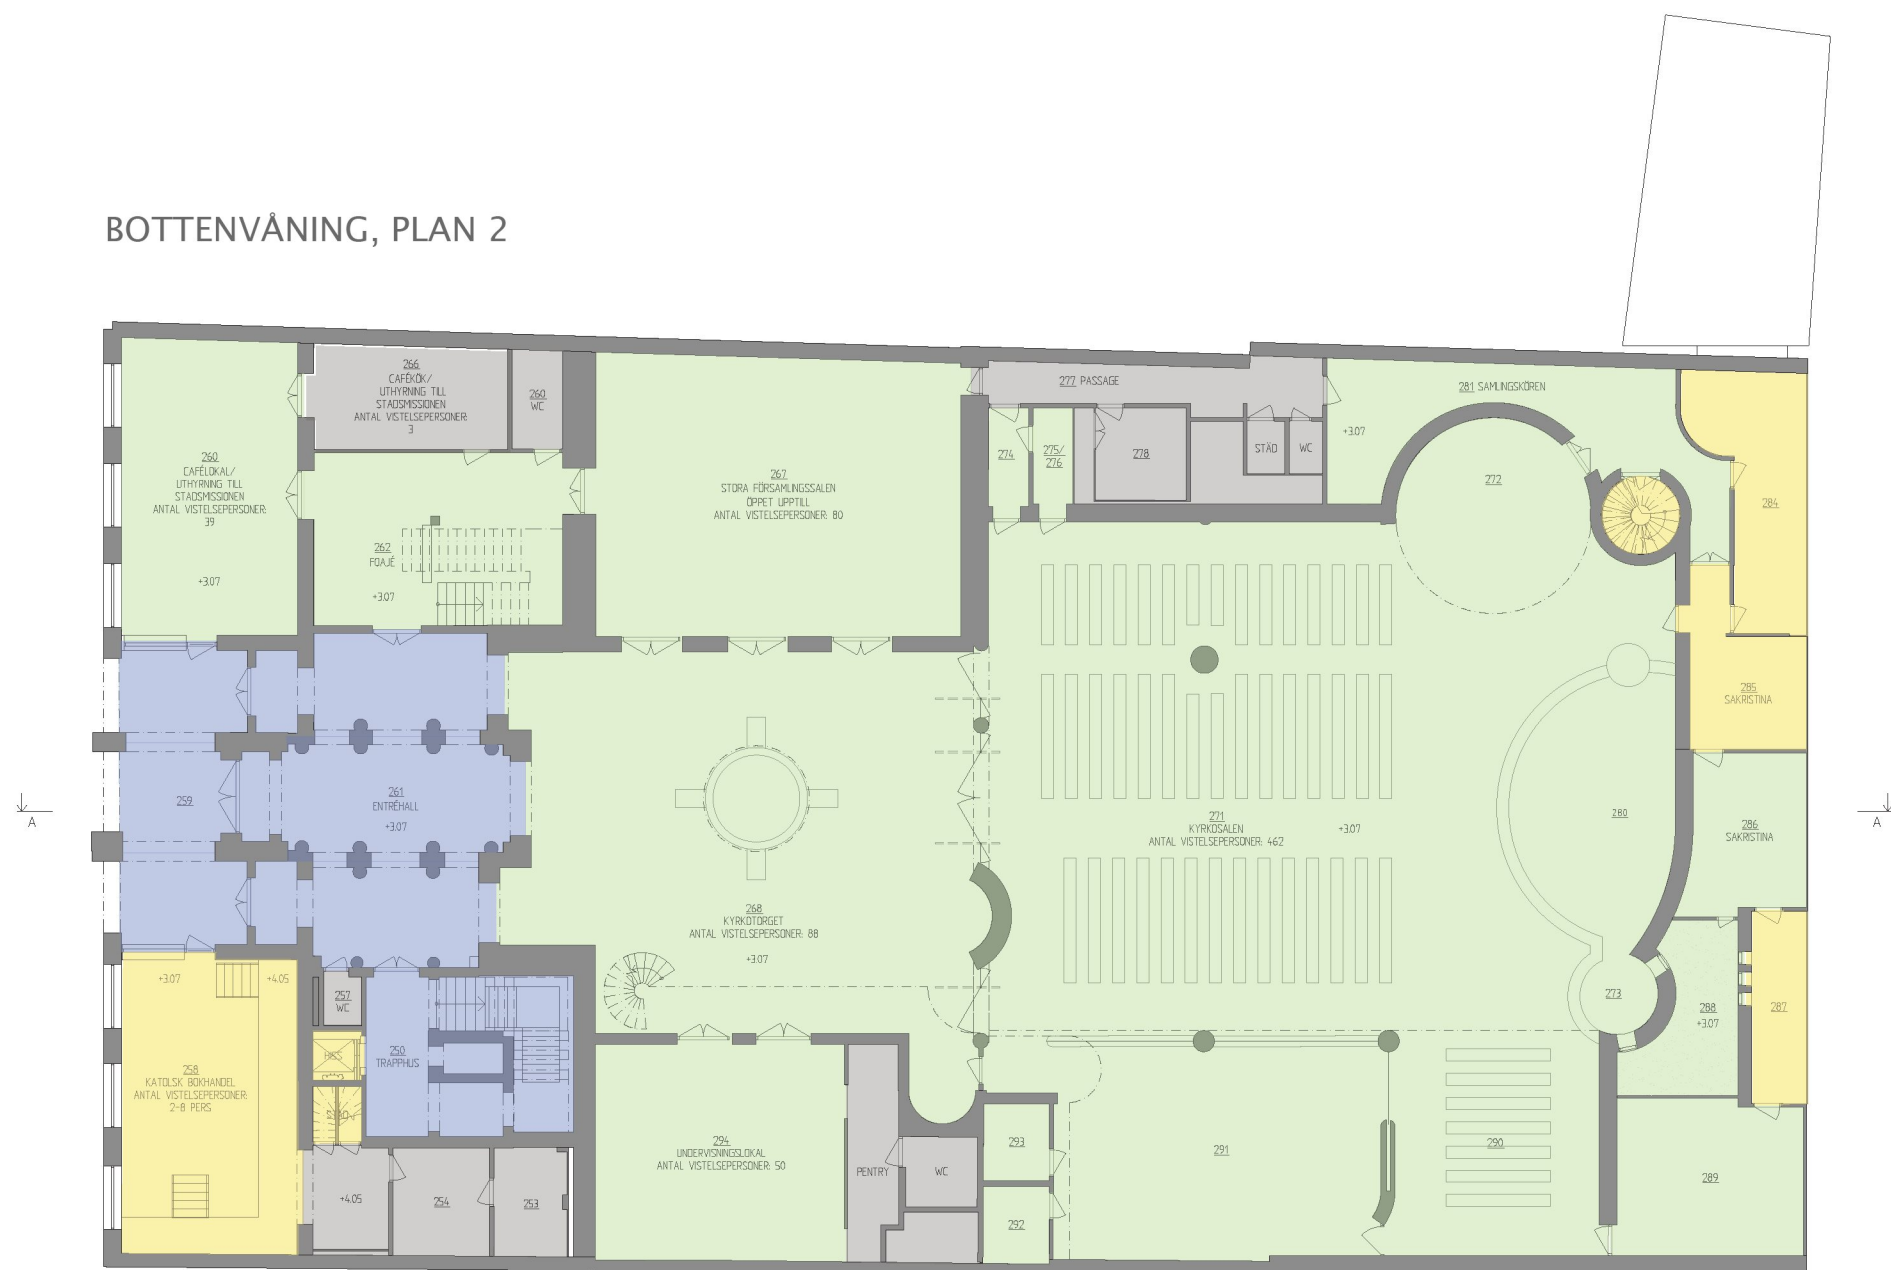 BOTTENVÅNING, PLAN 2
266
CAFÉKÖK/
UTHYRNING TILL
STADSMISSIONEN
ANTAL VISTELSEPERSONER:
3
260
WC
277 PASSAGE
281 SAMLINGSKÖREN
+3.07
260
CAFÉLOKAL/
UTHYRNING TILL
STADSMISSIONEN
ANTAL VISTELSEPERSONER:
39
+3.07
262
FOAJÉ
+3.07
267
STORA FÖRSAMLINGSSALEN
ÖPPET UPPTILL
ANTAL VISTELSEPERSONER: 80
274
275/
276
278
STÄD
WC
272
284
285
SAKRISTINA
259
261
ENTRÉHALL
+3.07
271
KYRKOSALEN
ANTAL VISTELSEPERSONER: 462
+3.07
280
286
SAKRISTINA
A
A
268
KYRKOTORGET
ANTAL VISTELSEPERSONER: 88
+3.07
+3.07
+4.05
257
WC
273
288
+3.07
287
HISS
250
TRAPPHUS
258
KATOLSK BOKHANDEL
ANTAL VISTELSEPERSONER:
2-8 PERS
STÄD
294
UNDERVISNINGSLOKAL
ANTAL VISTELSEPERSONER: 50
PENTRY
WC
293
291
290
289
+4.05
254
253
292